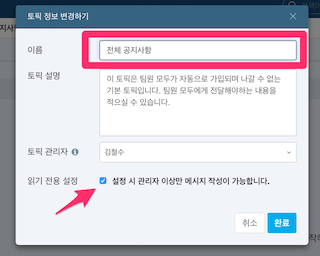 토픽 정보 변경하기
이름
전체 공지사항
토픽 설명
이 토픽은 팀원 모두가 자동으로 가입되며 나갈 수 없는
기본 토픽입니다. 팀원 모두에게 전달해야하는 내용을
적으실 수 있습니다.
토픽 관리자
김철수
읽기 전용 설정
설정 시 관리자 이상만 메시지 작성이 가능합니다.
취소
완료